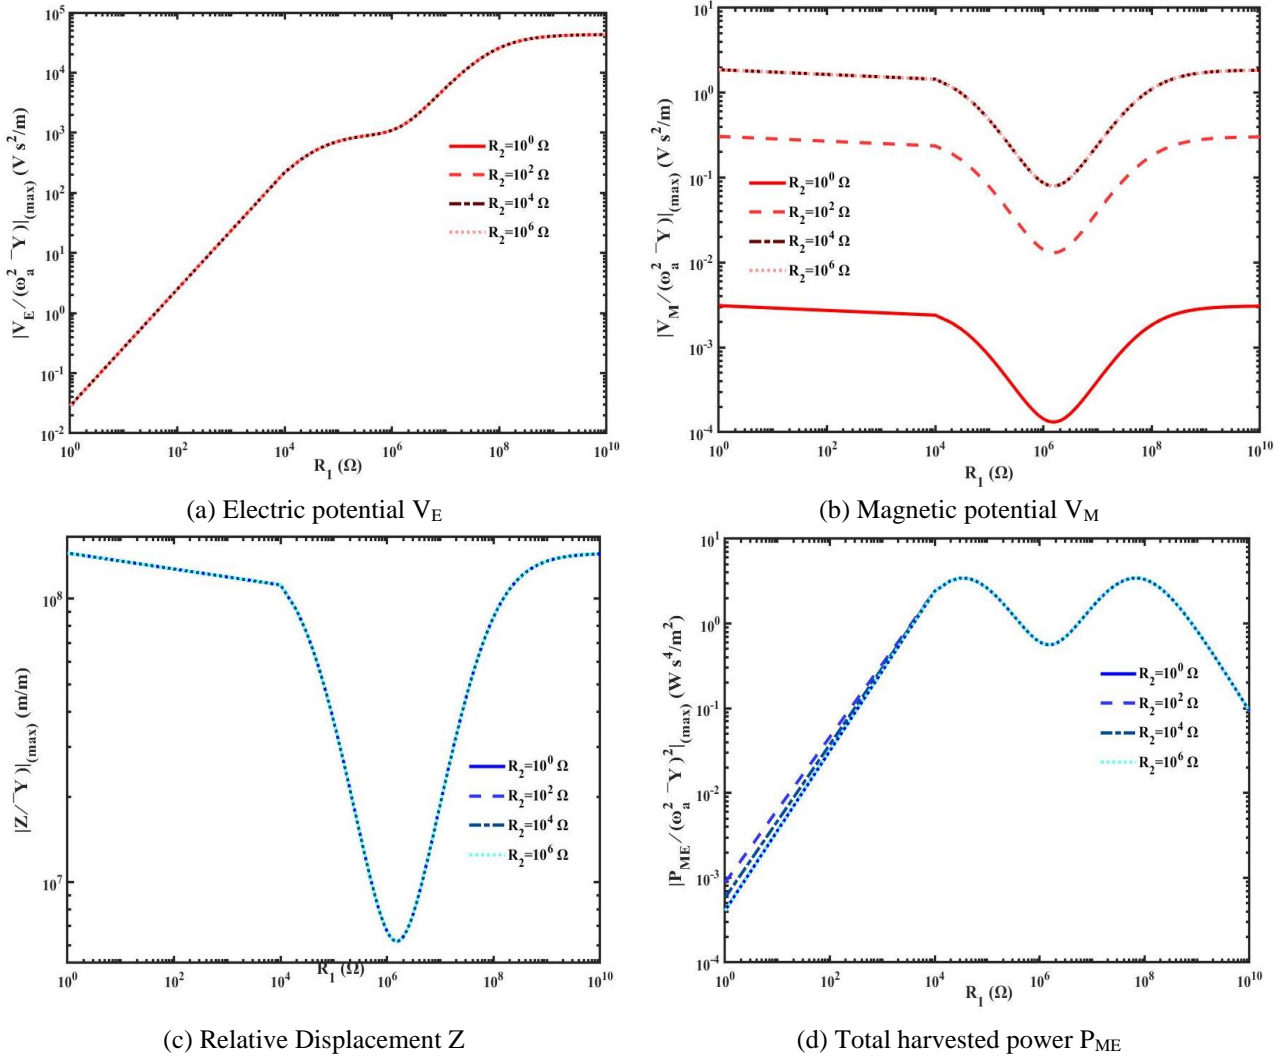 10^5
10^4
10^3
10^2
10^1
10^0
10^-1
10^-2
|V_E ⁄ (ω_a^2 ¯Y)|_(max) (V s^2/m)
R_2=10^0 Ω
R_2=10^2 Ω
R_2=10^4 Ω
R_2=10^6 Ω
10^0 10^2 10^4 10^6 10^8 10^10
R_1 (Ω)
(a) Electric potential V_E
10^1
10^0
10^-1
10^-2
10^-3
10^-4
|V_M ⁄ (ω_a^2 ¯Y)|_(max) (V s^2/m)
R_2=10^0 Ω
R_2=10^2 Ω
R_2=10^4 Ω
R_2=10^6 Ω
10^0 10^2 10^4 10^6 10^8 10^10
R_1 (Ω)
(b) Magnetic potential V_M
10^8
10^7
|Z ⁄ ¯Y)|_(max) (m/m)
R_2=10^0 Ω
R_2=10^2 Ω
R_2=10^4 Ω
R_2=10^6 Ω
10^0 10^2 10^4 10^6 10^8 10^10
R_1 (Ω)
(c) Relative Displacement Z
10^1
10^0
10^-1
10^-2
10^-3
10^-4
|P_ME ⁄ (ω_a^2 ¯Y)^2|_(max) (W s^4/m^2)
R_2=10^0 Ω
R_2=10^2 Ω
R_2=10^4 Ω
R_2=10^6 Ω
10^0 10^2 10^4 10^6 10^8 10^10
R_1 (Ω)
(d) Total harvested power P_ME